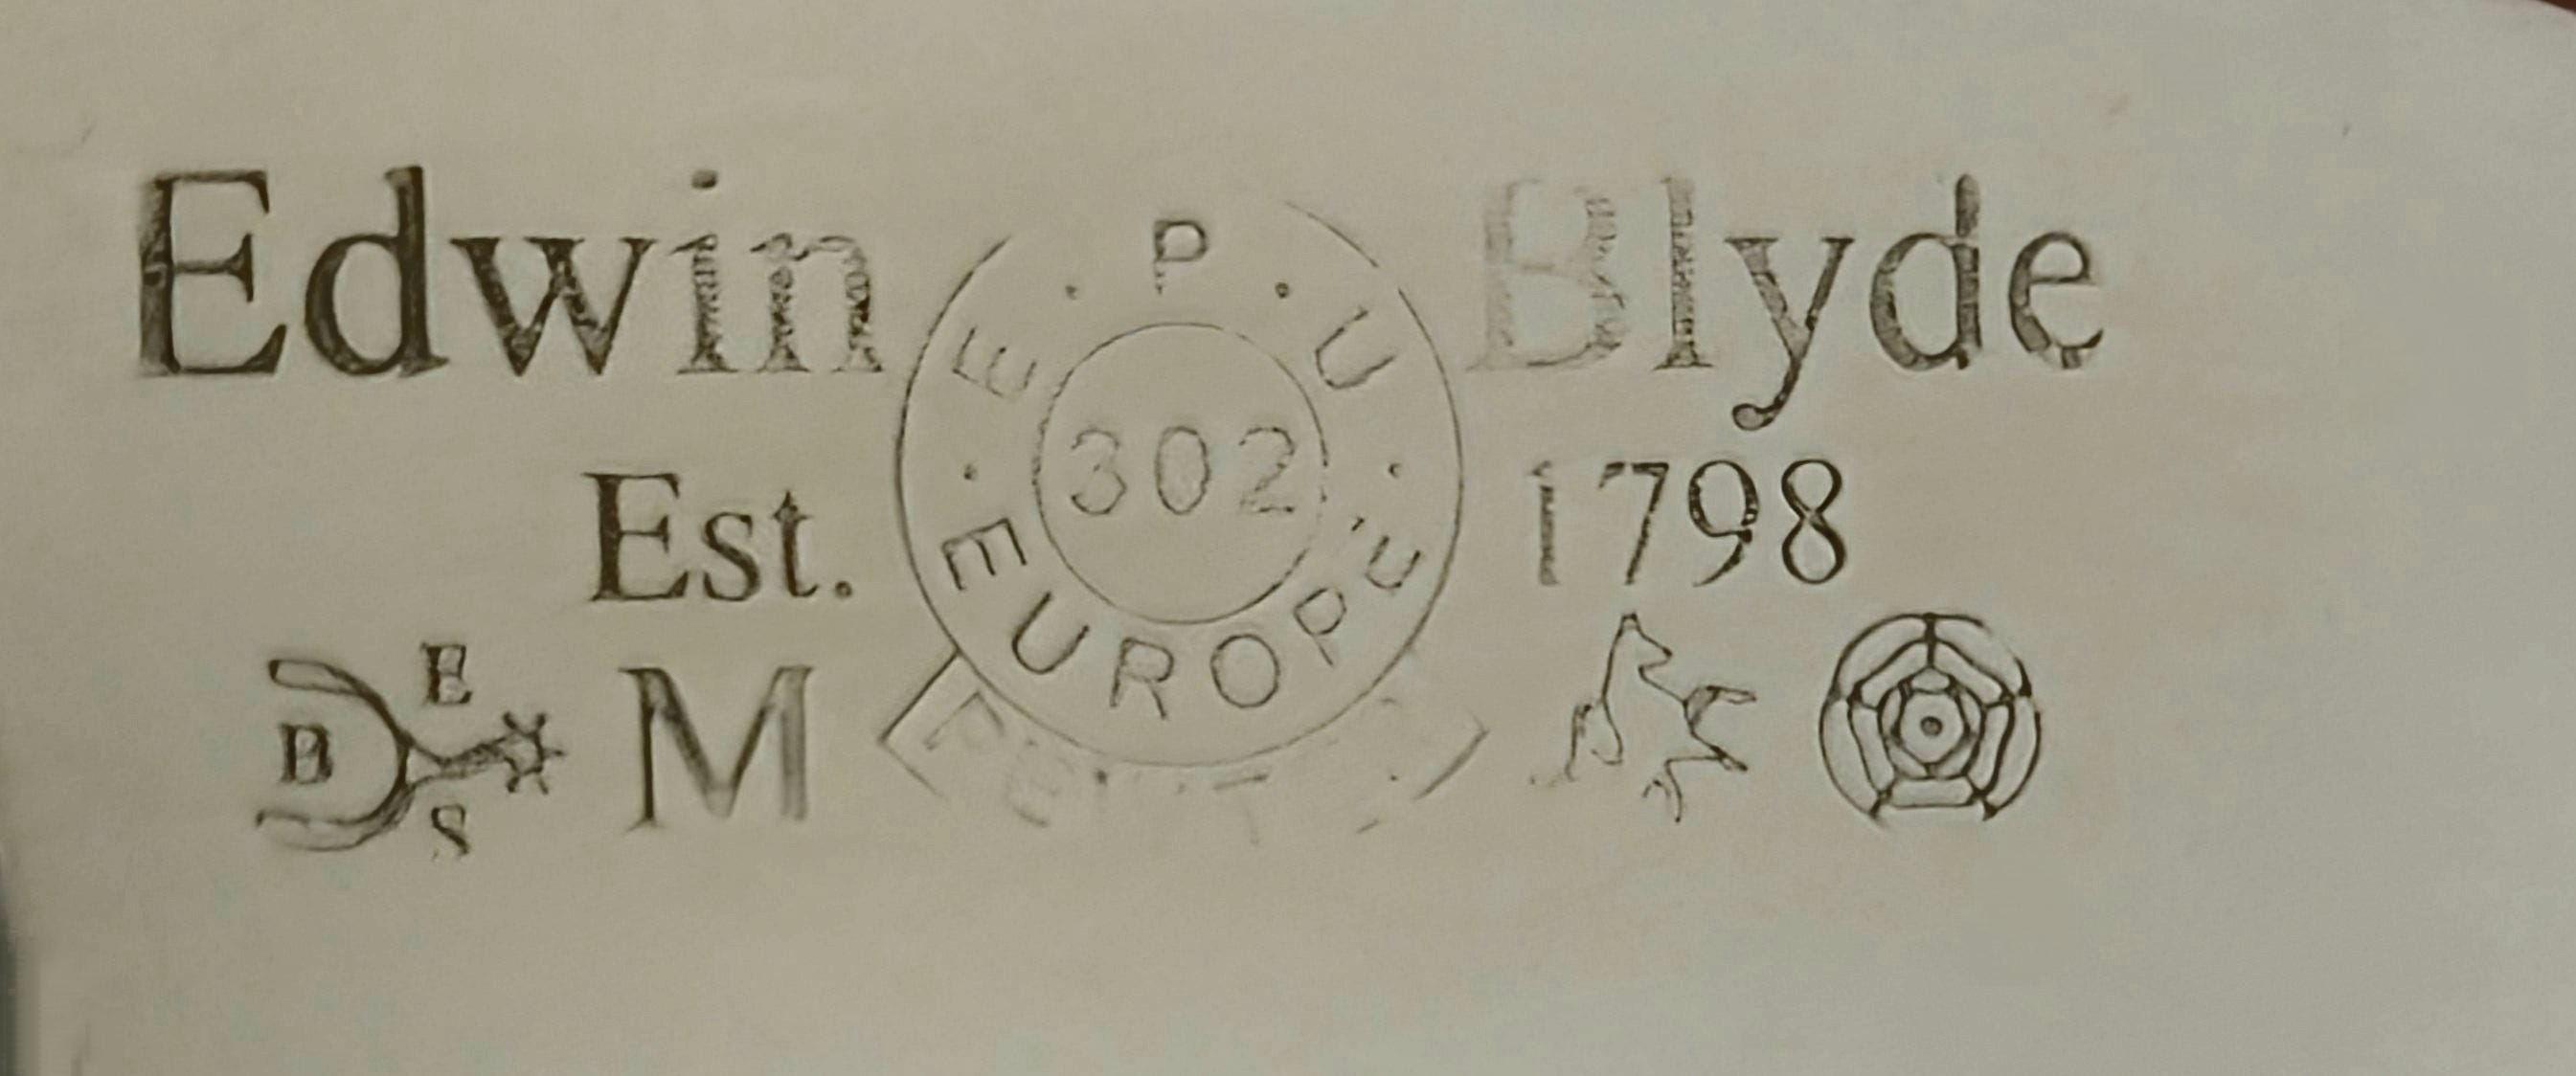 Edwin Blyde
Est. 1798
E
B
S
M
E.P.U.
302
EUROPE